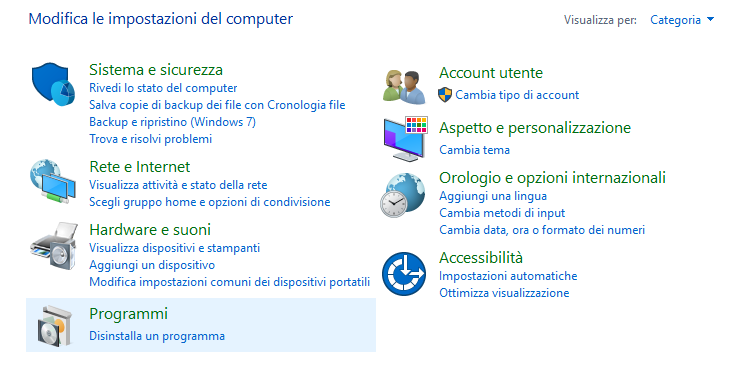 Modifica le impostazioni del computer
Visualizza per: Categoria
Sistema e sicurezza
Rivedi lo stato del computer
Salva copie di backup dei file con Cronologia file
Backup e ripristino (Windows 7)
Trova e risolvi problemi
Rete e Internet
Visualizza attività e stato della rete
Scegli gruppo home e opzioni di condivisione
Hardware e suoni
Visualizza dispositivi e stampanti
Aggiungi un dispositivo
Modifica impostazioni comuni dei dispositivi portatili
Programmi
Disinstalla un programma
Account utente
Cambia tipo di account
Aspetto e personalizzazione
Cambia tema
Orologio e opzioni internazionali
Aggiungi una lingua
Cambia metodi di input
Cambia data, ora o formato dei numeri
Accessibilità
Impostazioni automatiche
Ottimizza visualizzazione